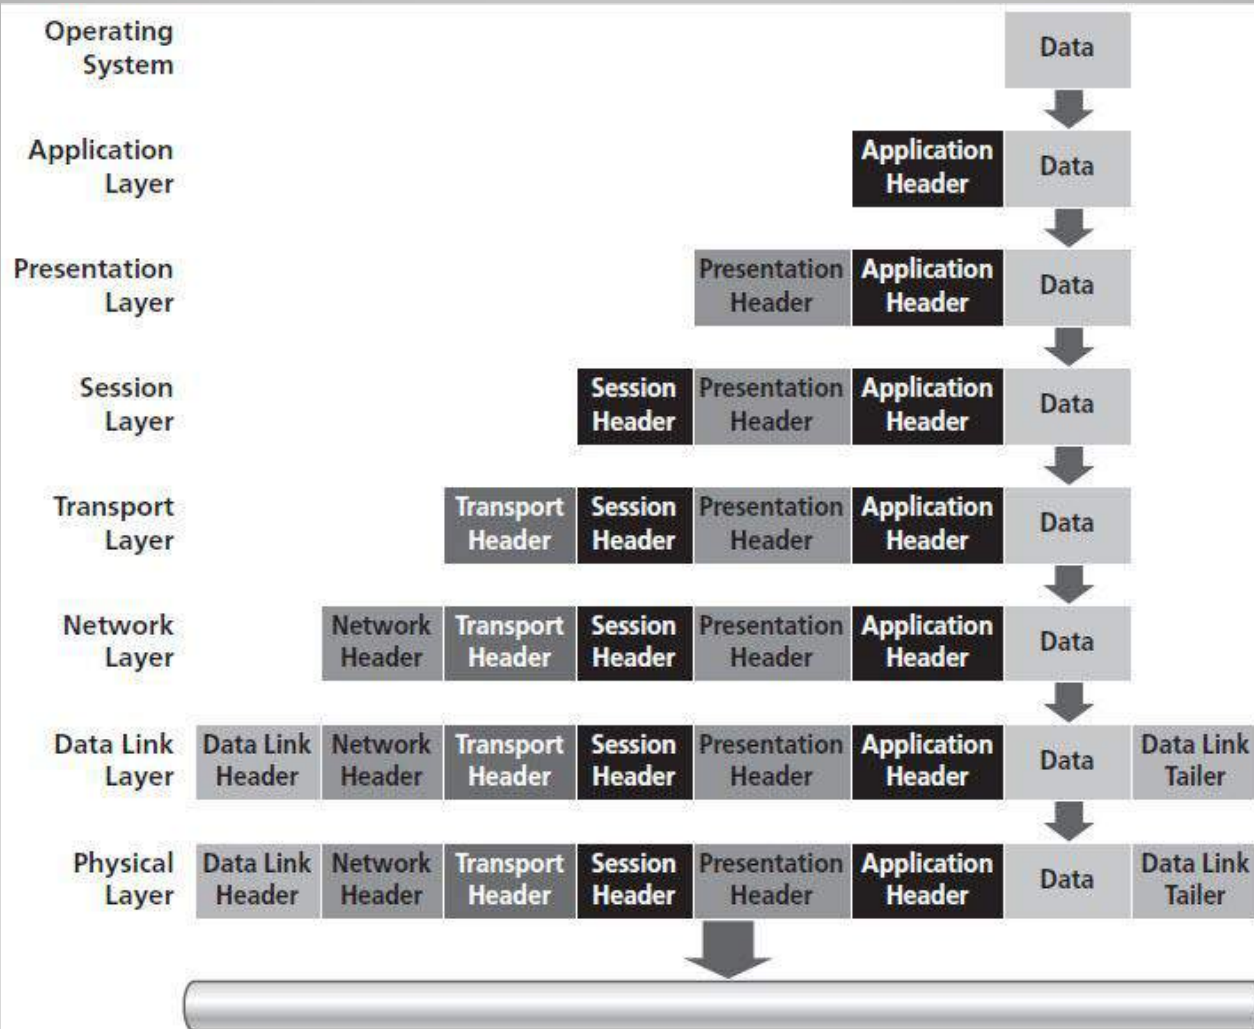 Operating
System
Data
Application
Layer
Application
Header
Data
Presentation
Layer
Presentation
Header
Application
Header
Data
Session
Layer
Session
Header
Presentation
Header
Application
Header
Data
Transport
Layer
Transport
Header
Session
Header
Presentation
Header
Application
Header
Data
Network
Layer
Network
Header
Transport
Header
Session
Header
Presentation
Header
Application
Header
Data
Data Link
Layer
Data Link
Header
Network
Header
Transport
Header
Session
Header
Presentation
Header
Application
Header
Data
Data Link
Tailer
Physical
Layer
Data Link
Header
Network
Header
Transport
Header
Session
Header
Presentation
Header
Application
Header
Data
Data Link
Tailer